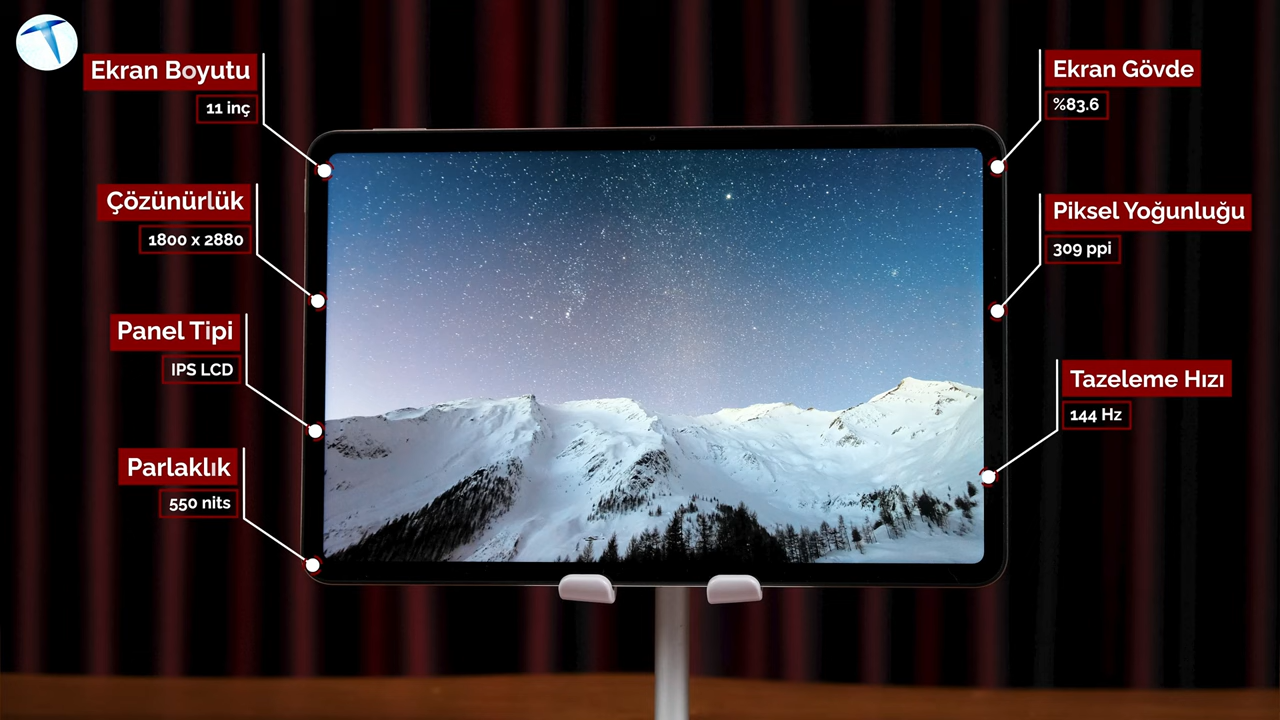 Ekran Boyutu
11 inç
Çözünürlük
1800 x 2880
Panel Tipi
IPS LCD
Parlaklık
550 nits
Ekran Gövde
%83.6
Piksel Yoğunluğu
309 ppi
Tazeleme Hızı
144 Hz